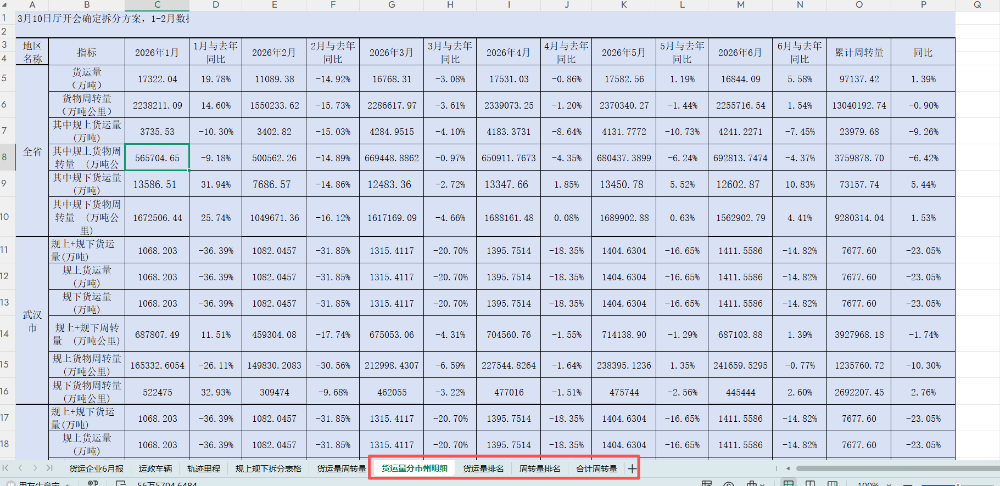 A B C D E F G H I J K L M N O P Q
1 3月10日厅开会确定拆分方案，1-2月数
2
3 地区 指标 2026年1月 1月与去年 2026年2月 2月与去年 2026年3月 3月与去年 2026年4月 4月与去年 2026年5月 5月与去年 2026年6月 6月与去年 累计周转量 同比
4 名称 同比 同比 同比 同比 同比 同比
5 货运量 17322.04 19.78% 11089.38 -14.92% 16768.31 -3.08% 17531.03 -0.86% 17582.56 1.19% 16844.09 5.58% 97137.42 1.39%
（万吨）
6 货物周转量 2238211.09 14.60% 1550233.62 -15.73% 2286617.97 -3.61% 2339073.25 -1.20% 2370340.27 -1.44% 2255716.54 1.54% 13040192.74 -0.90%
（万吨公里）
7 其中规上货运量 3735.53 -10.30% 3402.82 -15.03% 4284.9515 -4.10% 4183.3731 -8.64% 4131.7772 -10.73% 4241.2271 -7.45% 23979.68 -9.26%
(万吨)
8 全省 其中规上货物周 565704.65 -9.18% 500562.26 -14.89% 669448.8862 -0.97% 650911.7673 -4.35% 680437.3899 -6.24% 692813.7474 -4.37% 3759878.70 -6.42%
转量 (万吨公
9 其中规下货运量 13586.51 31.94% 7686.57 -14.86% 12483.36 -2.72% 13347.66 1.85% 13450.78 5.52% 12602.87 10.83% 73157.74 5.44%
(万吨)
10 其中规下货物周 1672506.44 25.74% 1049671.36 -16.12% 1617169.09 -4.66% 1688161.48 0.08% 1689902.88 0.63% 1562902.79 4.41% 9280314.04 1.53%
转量 (万吨公
里)
11 规上+规下货运 1068.203 -36.39% 1082.0457 -31.85% 1315.4117 -20.70% 1395.7514 -18.35% 1404.6304 -16.65% 1411.5586 -14.82% 7677.60 -23.05%
量(万吨)
12 规上货运量 1068.203 -36.39% 1082.0457 -31.85% 1315.4117 -20.70% 1395.7514 -18.35% 1404.6304 -16.65% 1411.5586 -14.82% 7677.60 -23.05%
(万吨)
13 规下货运量 1068.203 -36.39% 1082.0457 -31.85% 1315.4117 -20.70% 1395.7514 -18.35% 1404.6304 -16.65% 1411.5586 -14.82% 7677.60 -23.05%
(万吨)
武汉
市
14 规上+规下周转 687807.49 11.51% 459304.08 -17.74% 675053.06 -4.31% 704560.76 -1.55% 714138.90 -1.29% 687103.88 1.39% 3927968.18 -1.74%
量 (万吨公里)
15 规上货物周转量 165332.6054 -26.11% 149830.2083 -30.56% 212998.4307 -6.59% 227544.8264 -1.64% 238395.1236 1.35% 241659.5295 -0.77% 1235760.72 -10.30%
(万吨公里)
16 规下货物周转量 522475 32.93% 309474 -9.68% 462055 -3.22% 477016 -1.51% 475744 -2.56% 445444 2.60% 2692207.45 2.76%
(万吨公里)
17 规上+规下货运 1068.203 -36.39% 1082.0457 -31.85% 1315.4117 -20.70% 1395.7514 -18.35% 1404.6304 -16.65% 1411.5586 -14.82% 7677.60 -23.05%
量(万吨)
18 规上货运量 1068.203 -36.39% 1082.0457 -31.85% 1315.4117 -20.70% 1395.7514 -18.35% 1404.6304 -16.65% 1411.5586 -14.82% 7677.60 -23.05%
(万吨)
货运企业6月报 运政车辆 轨迹里程 规上规下拆分表格 货运量周转量 货运量分市州明细 货运量排名 周转量排名 合计周转量
56万5704.6484 100%